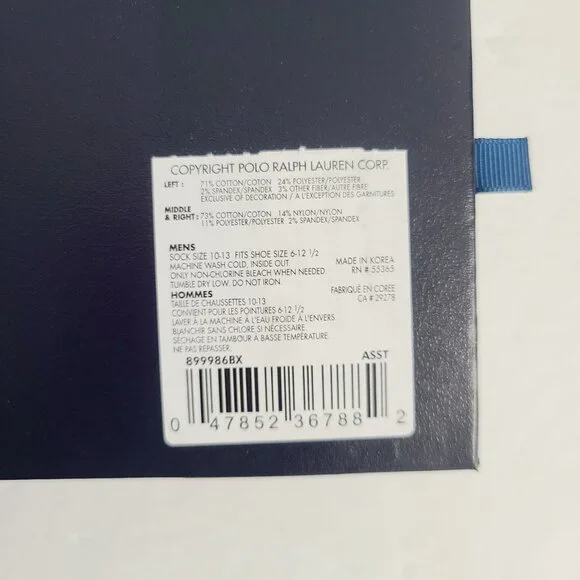 COPYRIGHT POLO RALPH LAUREN CORP.
LEFT : 71% COTTON/COTON 24% POLYESTER/POLYESTER
2% SPANDEX/SPANDEX 3% OTHER FIBER/AUTRE FIBRE
EXCLUSIVE OF DECORATION / A L'EXCEPTION DES GARNITURES
MIDDLE
& RIGHT: 73% COTTON/COTON 14% NYLON/NYLON
11% POLYESTER/POLYESTER 2% SPANDEX/SPANDEX
MENS
SOCK SIZE 10-13 FITS SHOE SIZE 6-12 1/2
MACHINE WASH COLD, INSIDE OUT. MADE IN KOREA
ONLY NON-CHLORINE BLEACH WHEN NEEDED RN # 55365
TUMBLE DRY LOW. DO NOT IRON.
HOMMES FABRIQUÉ EN COREE
TAILLE DE CHAUSSETTES 10-13 CA # 29278
CONVIENT POUR LES POINTURES 6-12 1/2
LAVER À LA MACHINE À L'EAU FROIDE À L'ENVERS.
BLANCHIR SANS CHLORE SI NÉCESSAIRE.
SÉCHAGE EN TAMBOUR À BASSE TEMPÉRATURE.
NE PAS REPASSER.
899986BX ASST
0 47852 36788 2